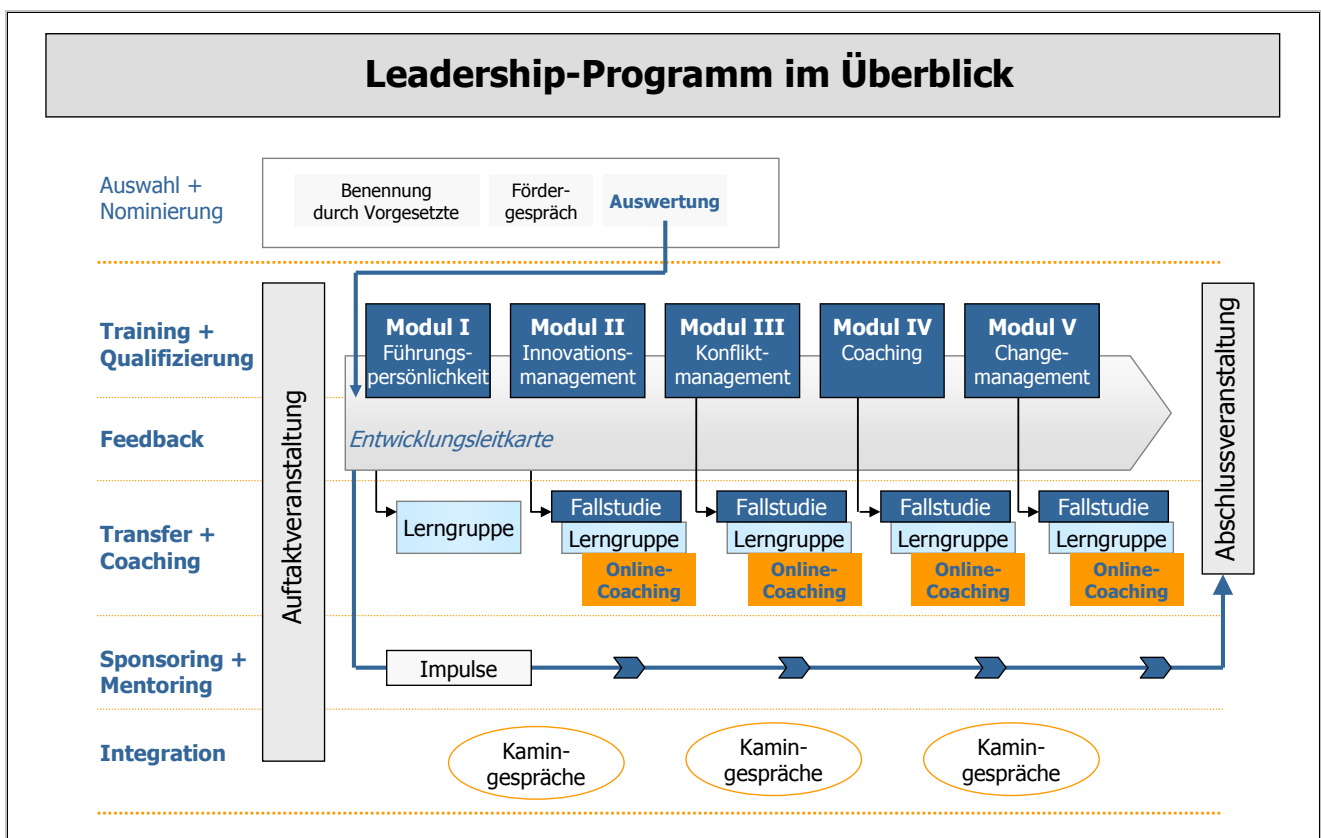 Leadership-Programm im Überblick
Auswahl +
Nominierung
Benennung
durch Vorgesetzte
Förder-
gespräch
Auswertung
Auftaktveranstaltung
Abschlussveranstaltung
Training +
Qualifizierung
Modul I
Führungs-
persönlichkeit
Modul II
Innovations-
management
Modul III
Konflikt-
management
Modul IV
Coaching
Modul V
Change-
management
Feedback
Entwicklungsleitkarte
Transfer +
Coaching
Lerngruppe
Fallstudie
Lerngruppe
Online-
Coaching
Fallstudie
Lerngruppe
Online-
Coaching
Fallstudie
Lerngruppe
Online-
Coaching
Fallstudie
Lerngruppe
Online-
Coaching
Sponsoring +
Mentoring
Impulse
Integration
Kamin-
gespräche
Kamin-
gespräche
Kamin-
gespräche